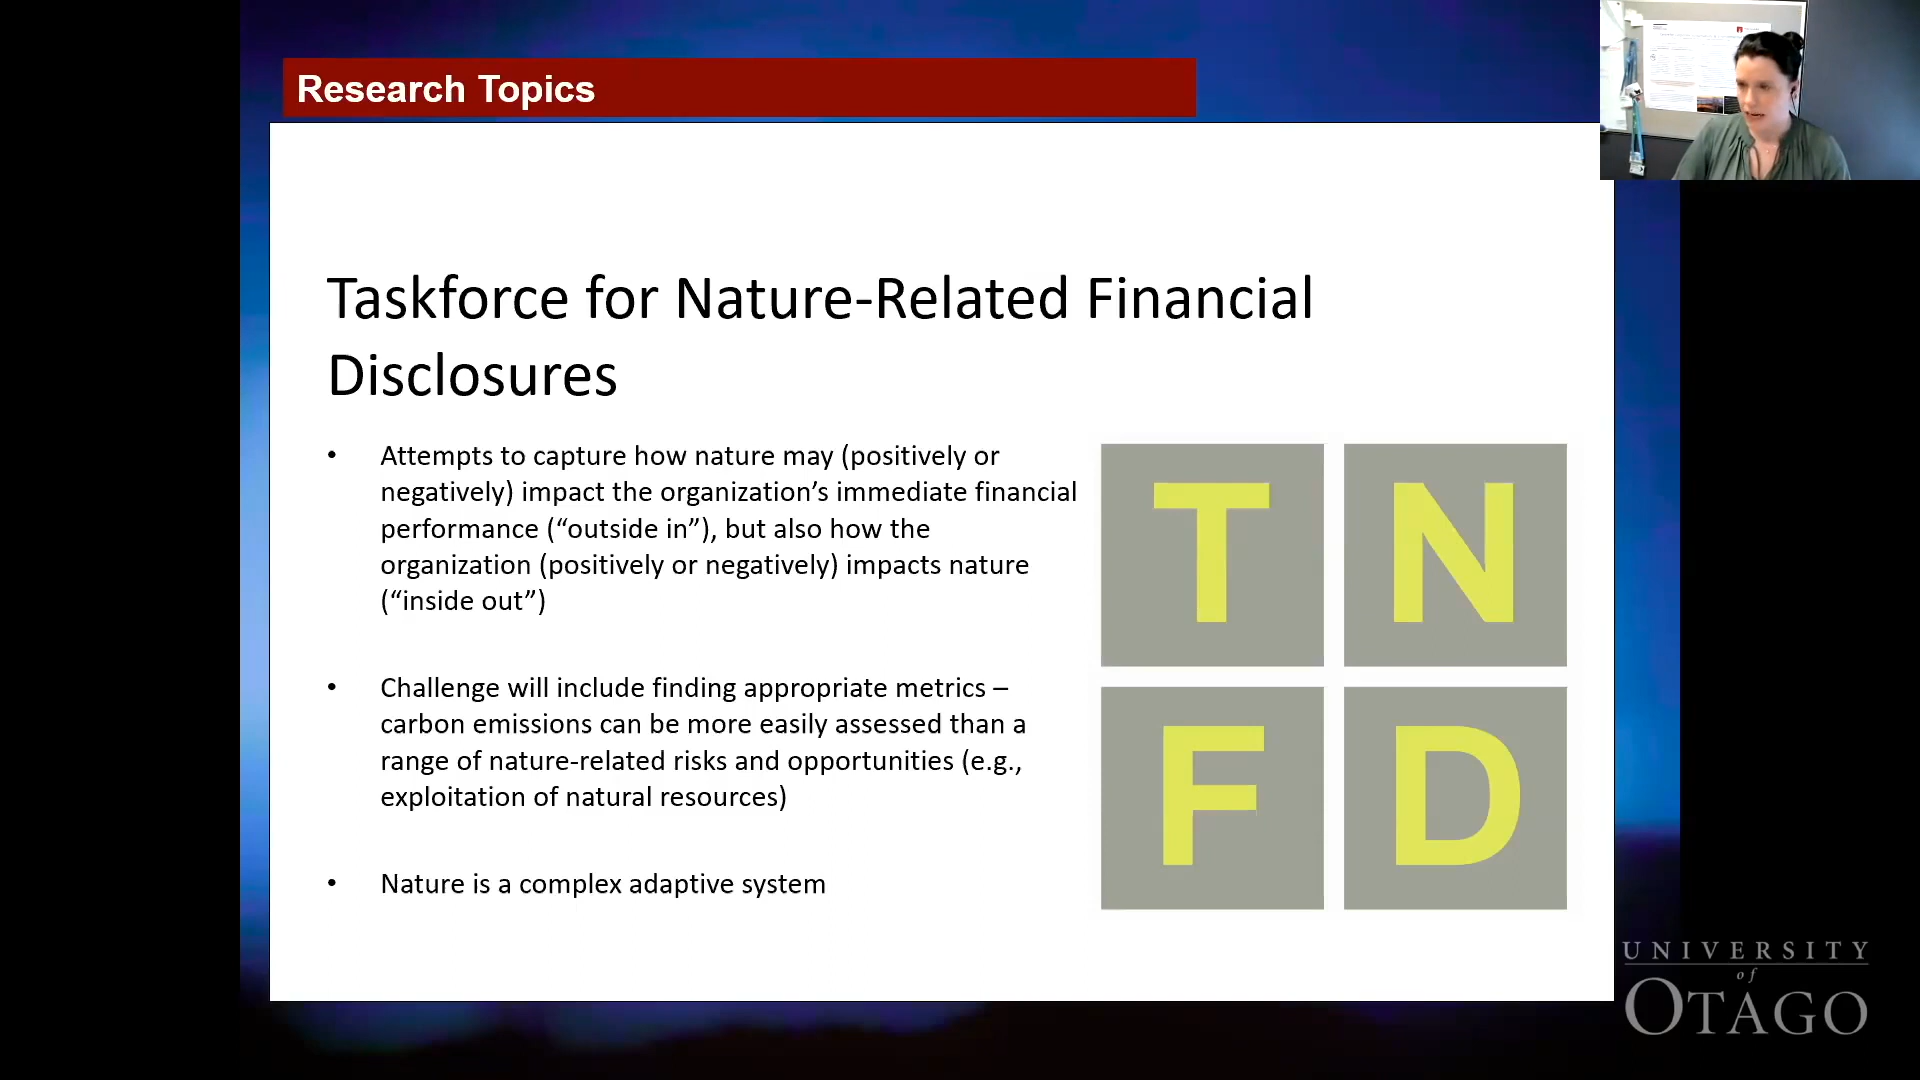 Research Topics
Taskforce for Nature-Related Financial
Disclosures
• Attempts to capture how nature may (positively or
negatively) impact the organization’s immediate financial
performance (“outside in”), but also how the
organization (positively or negatively) impacts nature
(“inside out”)
• Challenge will include finding appropriate metrics –
carbon emissions can be more easily assessed than a
range of nature-related risks and opportunities (e.g.,
exploitation of natural resources)
• Nature is a complex adaptive system
T N
F D
UNIVERSITY
of
OTAGO